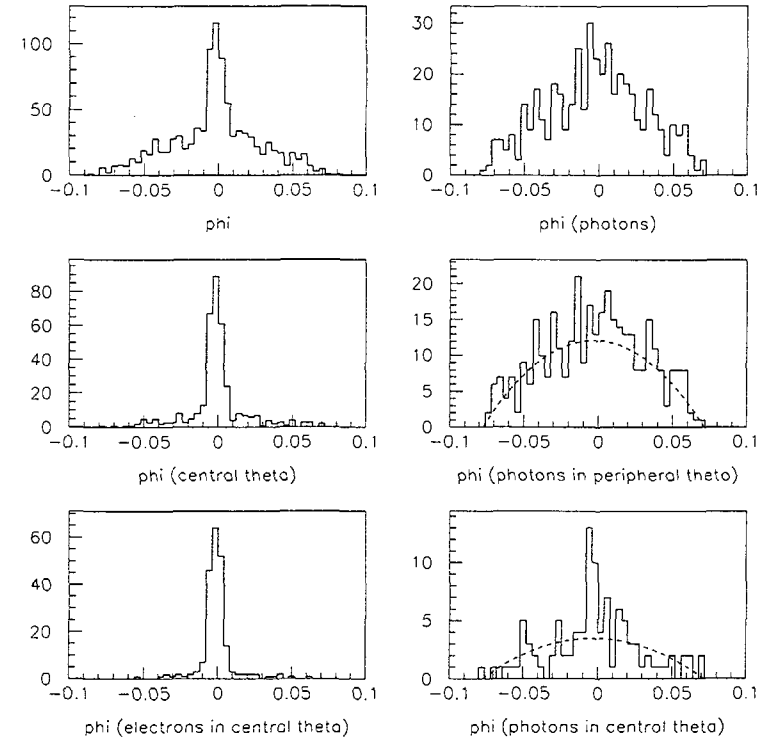 100
50
0
-0.1 -0.05 0 0.05 0.1
phi
30
20
10
0
-0.1 -0.05 0 0.05 0.1
phi (photons)
80
60
40
20
0
-0.1 -0.05 0 0.05 0.1
phi (central theta)
20
15
10
5
0
-0.1 -0.05 0 0.05 0.1
phi (photons in peripheral theta)
60
40
20
0
-0.1 -0.05 0 0.05 0.1
phi (electrons in central theta)
10
5
0
-0.1 -0.05 0 0.05 0.1
phi (photons in central theta)